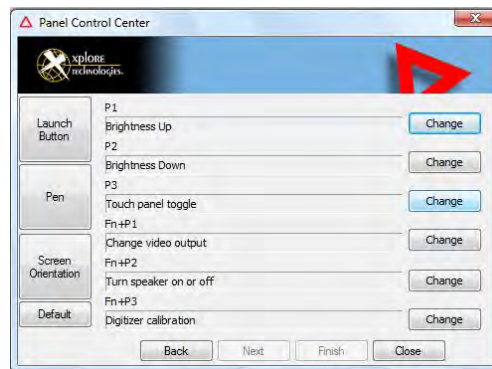 Panel Control Center
xplore
technologies.
Launch
Button
Pen
Screen
Orientation
Default
P1
Brightness Up
Change
P2
Brightness Down
Change
P3
Touch panel toggle
Change
Fn+P1
Change video output
Change
Fn+P2
Turn speaker on or off
Change
Fn+P3
Digitizer calibration
Change
Back
Next
Finish
Close